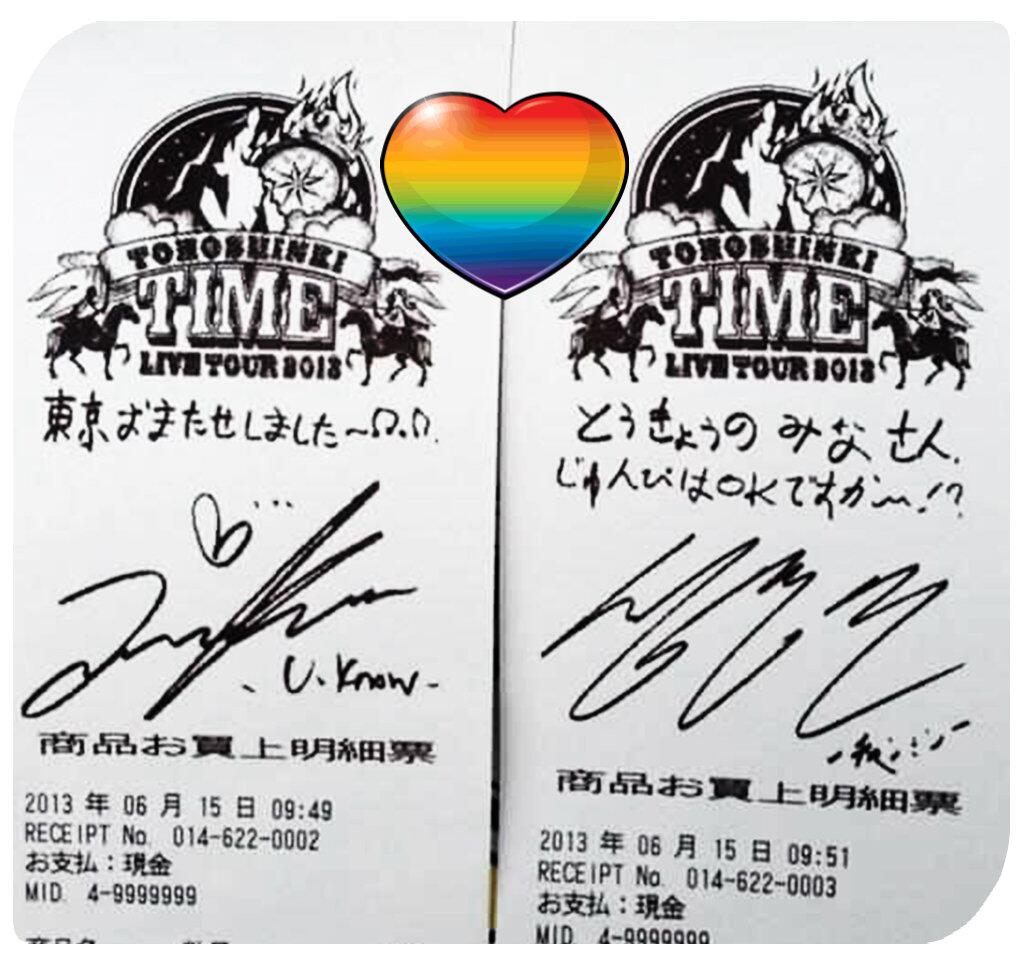 TOHOSHINKI
TIME
LIVE TOUR 2013
東京おまたせしました~
U-Know
商品お買上明細票
2013 年 06 月 15 日 09:49
RECEIPT No. 014-622-0002
お支払:現金
MID. 4-9999999
TOHOSHINKI
TIME
LIVE TOUR 2013
とうきょうの みなさん.
じゅんびはOKですか~!?
商品お買上明細票
2013 年 06 月 15 日 09:51
RECEIPT No. 014-622-0003
お支払:現金
MID. 4-9999999